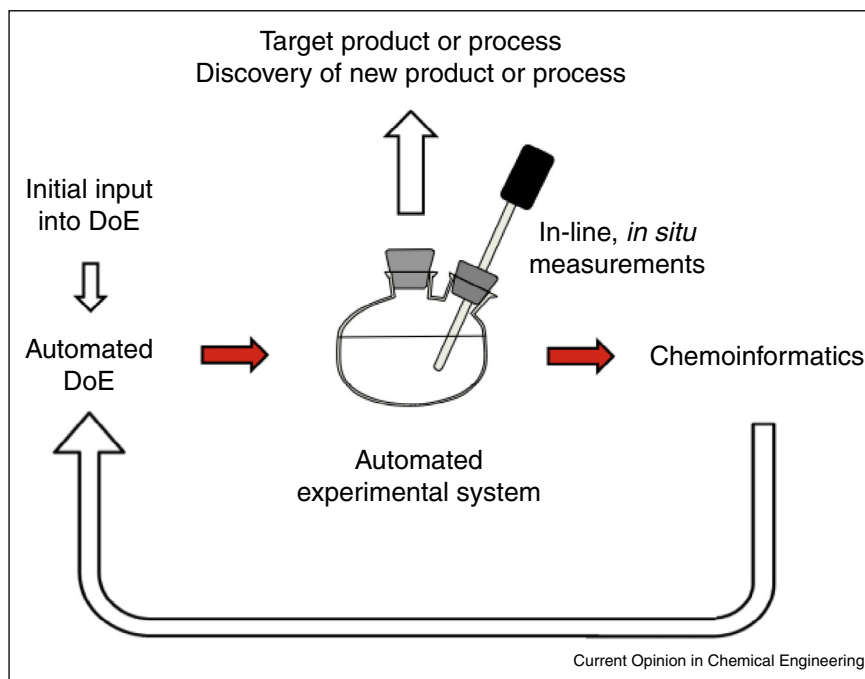 Target product or process
Discovery of new product or process
Initial input
into DoE
In-line, in situ
measurements
Automated
DoE
Chemoinformatics
Automated
experimental system
Current Opinion in Chemical Engineering